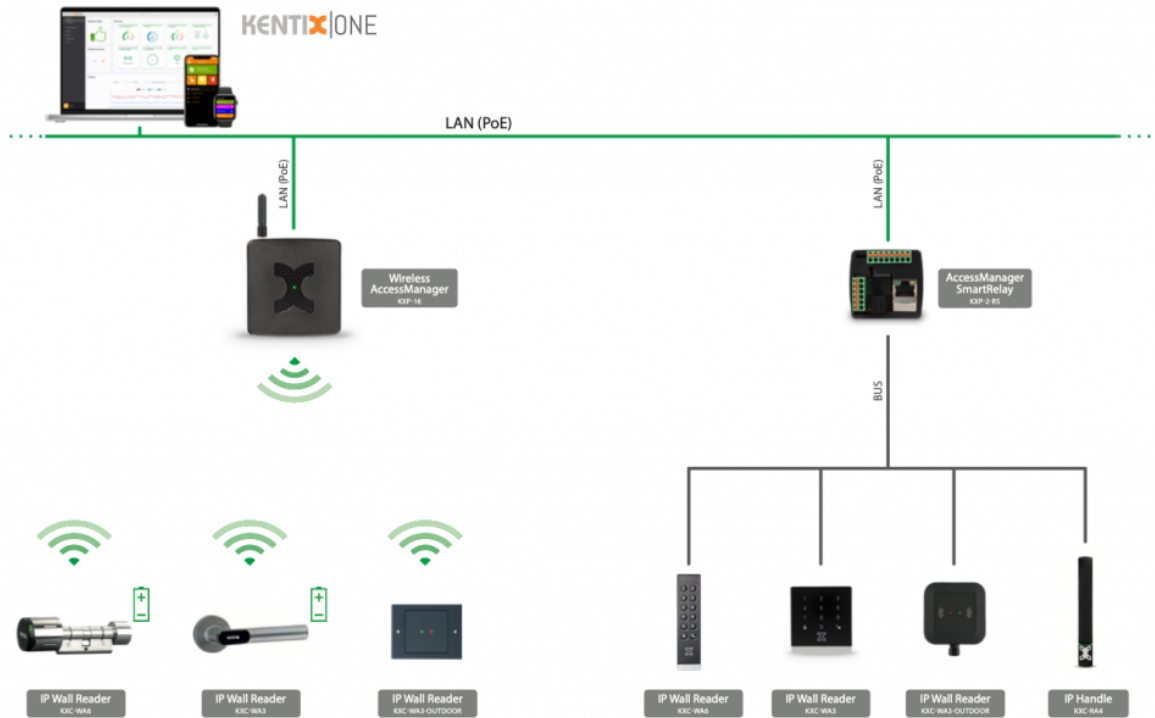 KENTIX|ONE
LAN (PoE)
LAN (PoE)
LAN (PoE)
Wireless
AccessManager
KXP-16
AccessManager
SmartRelay
KXP-2-RS
BUS
IP Wall Reader
KXC-WA6
IP Wall Reader
KXC-WA3
IP Wall Reader
KXC-WA3-OUTDOOR
IP Wall Reader
KXC-WA6
IP Wall Reader
KXC-WA3
IP Wall Reader
KXC-WA3-OUTDOOR
IP Handle
KXC-RA4